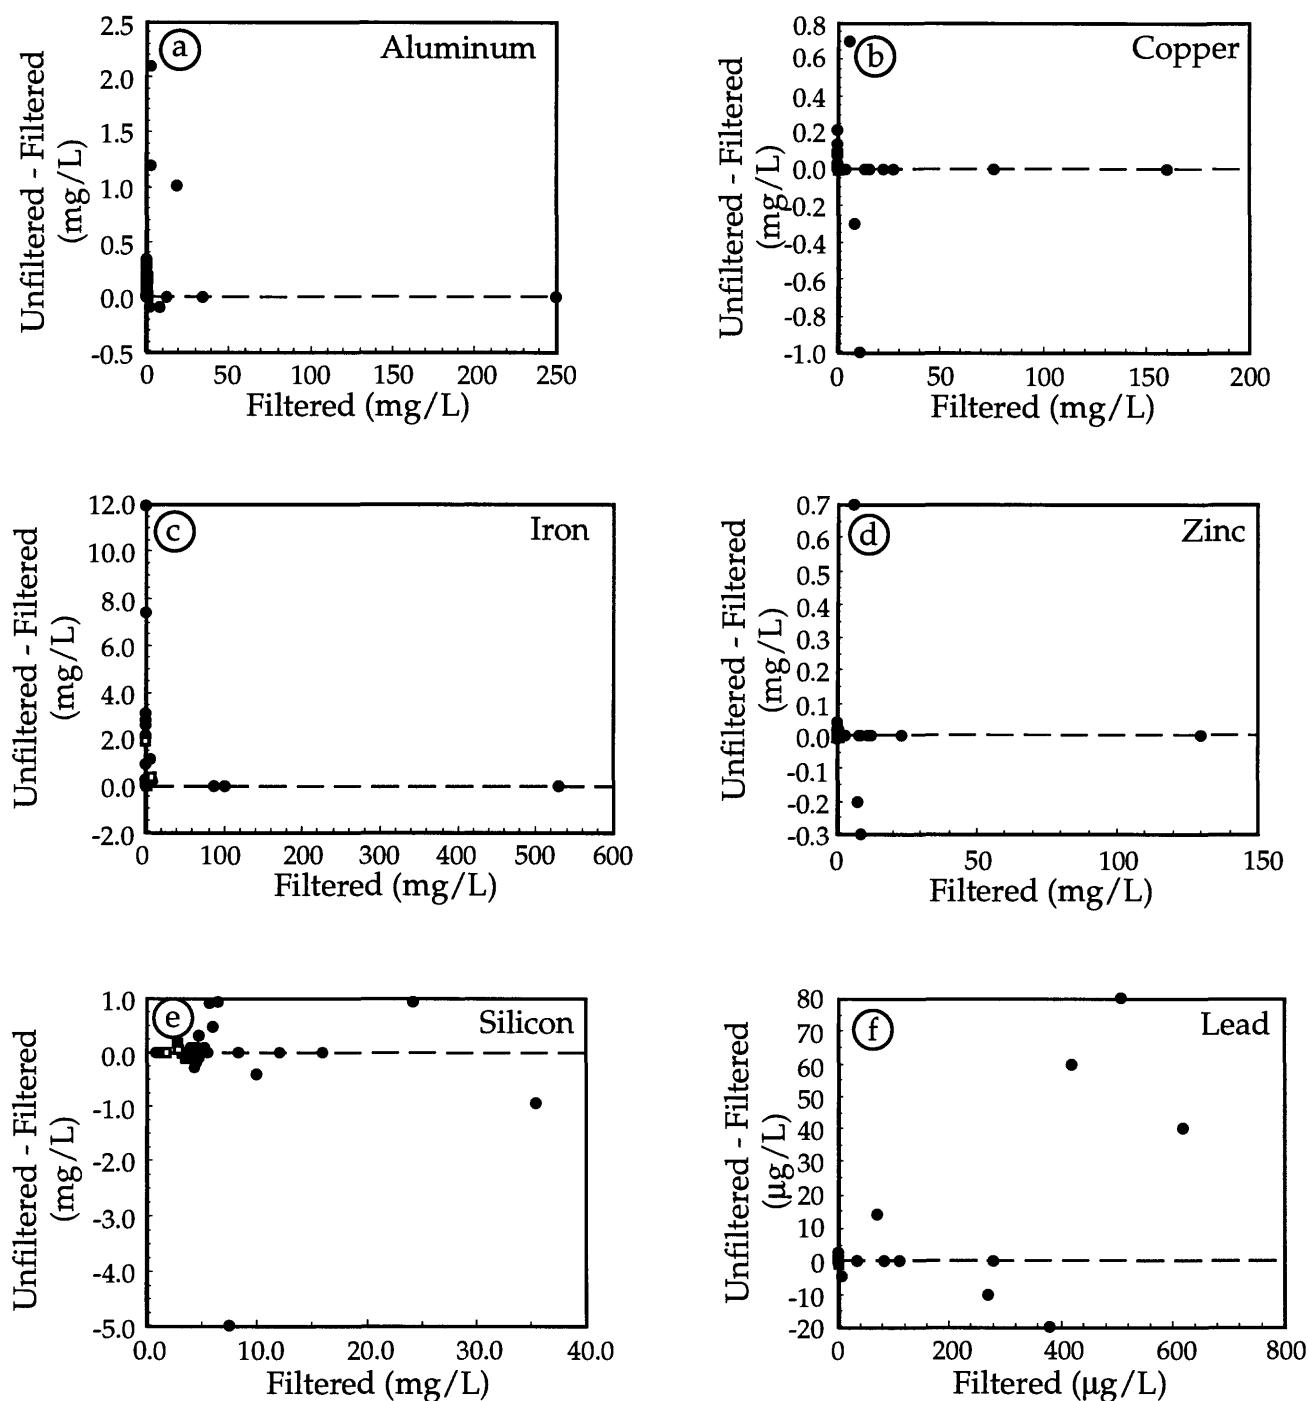 a
Aluminum
Unfiltered - Filtered
(mg/L)
2.5
2.0
1.5
1.0
0.5
0.0
-0.5
0 50 100 150 200 250
Filtered (mg/L)
b
Copper
Unfiltered - Filtered
(mg/L)
0.8
0.6
0.4
0.2
0.0
-0.2
-0.4
-0.6
-0.8
-1.0
0 50 100 150 200
Filtered (mg/L)
c
Iron
Unfiltered - Filtered
(mg/L)
12.0
10.0
8.0
6.0
4.0
2.0
0.0
-2.0
0 100 200 300 400 500 600
Filtered (mg/L)
d
Zinc
Unfiltered - Filtered
(mg/L)
0.7
0.6
0.5
0.4
0.3
0.2
0.1
0.0
-0.1
-0.2
-0.3
0 50 100 150
Filtered (mg/L)
e
Silicon
Unfiltered - Filtered
(mg/L)
1.0
0.0
-1.0
-2.0
-3.0
-4.0
-5.0
0.0 10.0 20.0 30.0 40.0
Filtered (mg/L)
f
Lead
Unfiltered - Filtered
(µg/L)
80
70
60
50
40
30
20
10
0
-10
-20
0 200 400 600 800
Filtered (µg/L)